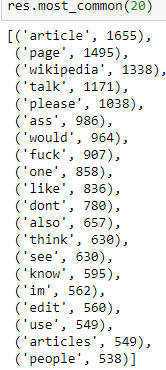 res.most_common(20)
[('article', 1655),
('page', 1495),
('wikipedia', 1338),
('talk', 1171),
('please', 1038),
('ass', 986),
('would', 964),
('fuck', 907),
('one', 858),
('like', 836),
('dont', 780),
('also', 657),
('think', 630),
('see', 630),
('know', 595),
('im', 562),
('edit', 560),
('use', 549),
('articles', 549),
('people', 538)]